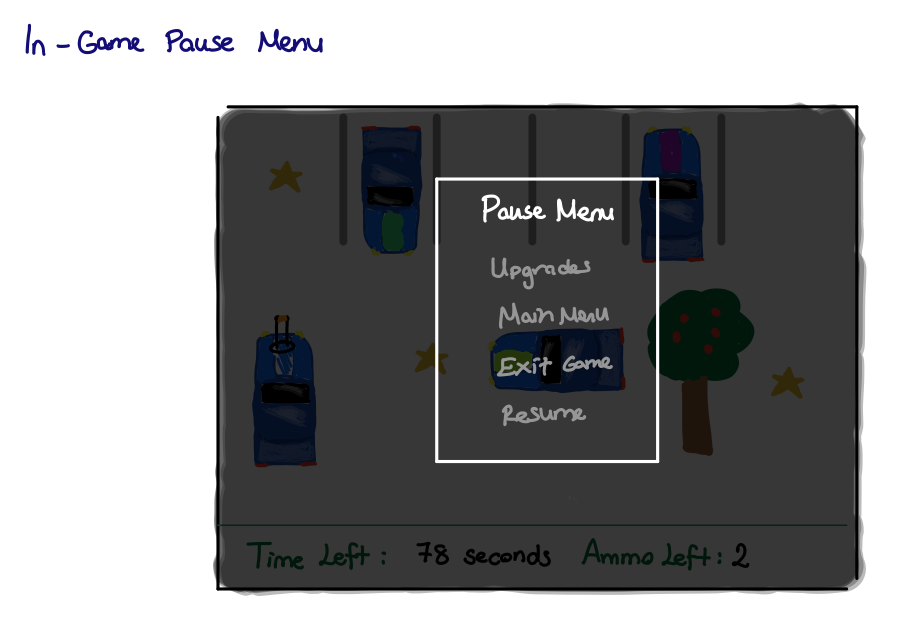 In-Game Pause Menu
Pause Menu
Upgrades
Main Menu
Exit Game
Resume
Time Left: 78 seconds Ammo Left: 2